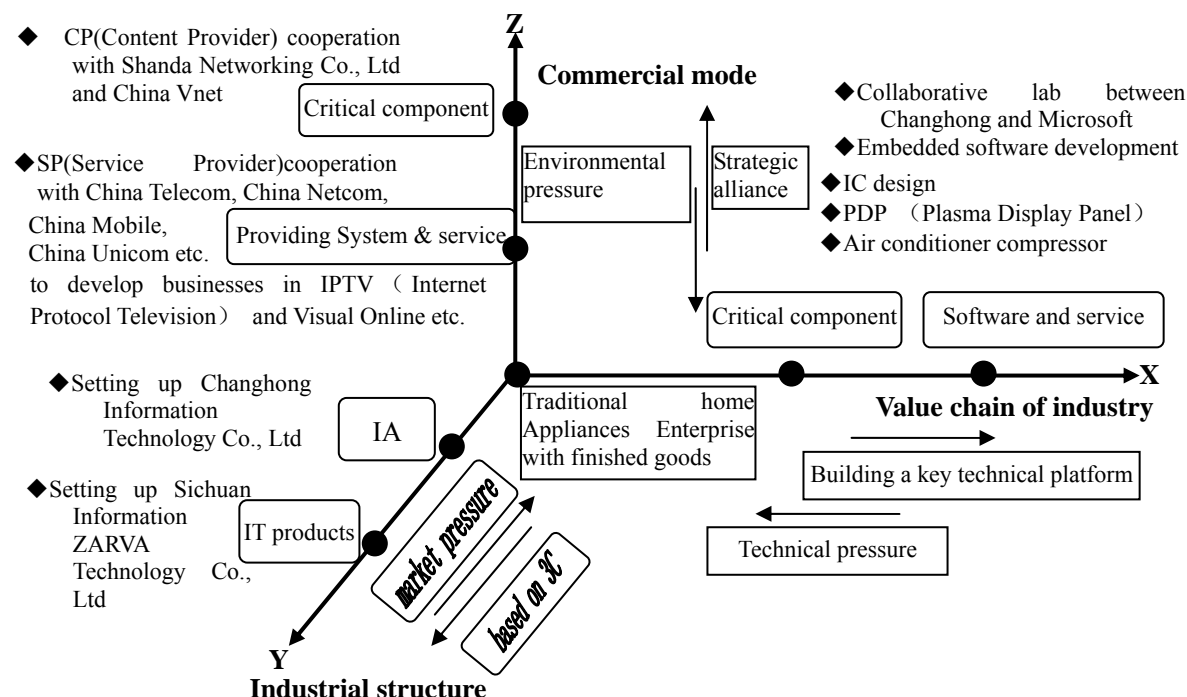 Z
Commercial mode
◆ CP(Content Provider) cooperation
with Shanda Networking Co., Ltd
and China Vnet
Critical component
◆SP(Service Provider)cooperation
with China Telecom, China Netcom,
China Mobile,
China Unicom etc.
to develop businesses in IPTV （Internet
Protocol Television） and Visual Online etc.
Providing System & service
Environmental
pressure
Strategic
alliance
◆Collaborative lab between
Changhong and Microsoft
◆Embedded software development
◆IC design
◆PDP （Plasma Display Panel）
◆Air conditioner compressor
Critical component
Software and service
X
Value chain of industry
Traditional home
Appliances Enterprise
with finished goods
Building a key technical platform
Technical pressure
◆Setting up Changhong
Information
Technology Co., Ltd
IA
◆Setting up Sichuan
Information
ZARVA
Technology Co.,
Ltd
IT products
market pressure
based on 3C
Y
Industrial structure